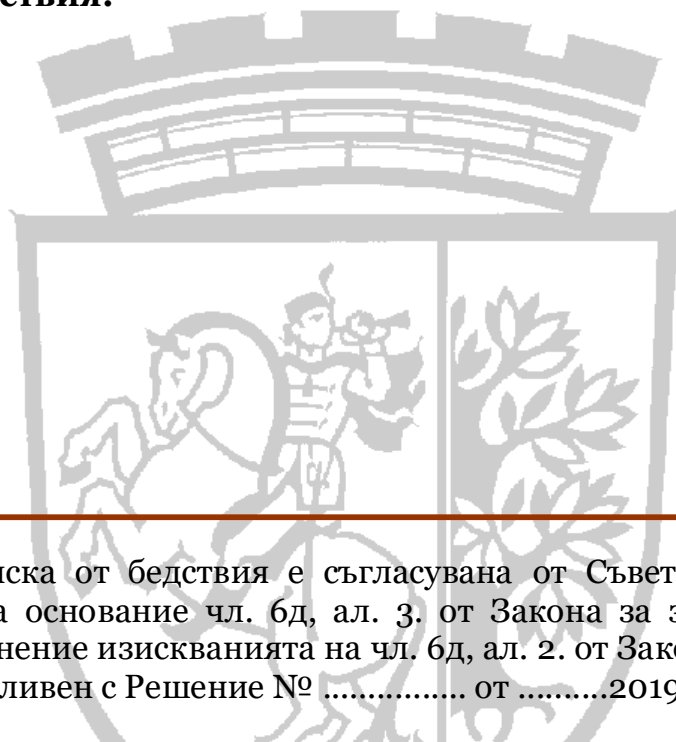 иска от бедствия е съгласувана от Съвет
основание чл. 6д, ал. 3. от Закона за з
нение изискванията на чл. 6д, ал. 2. от Зако
ливен с Решение № ............... от ..........2019